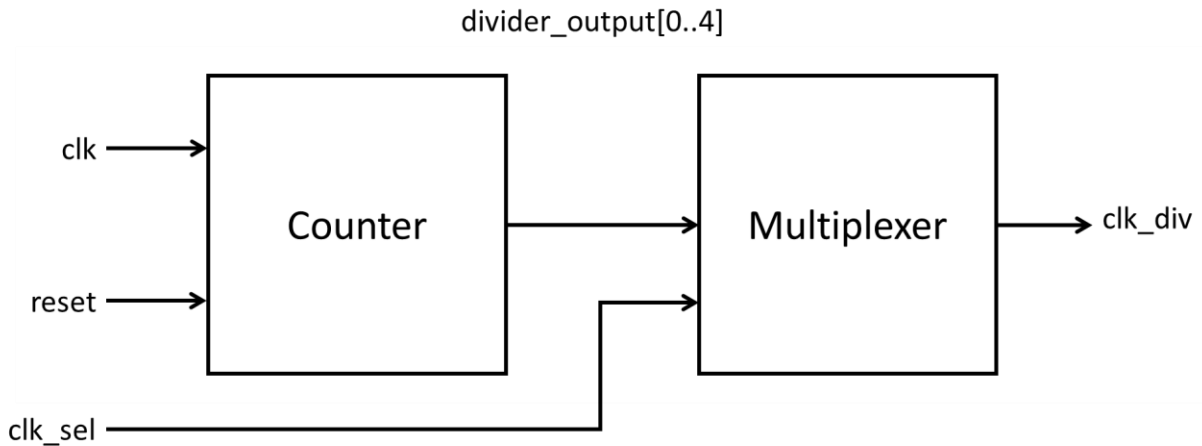 divider_output[0..4]
clk
Counter
Multiplexer
clk_div
reset
clk_sel